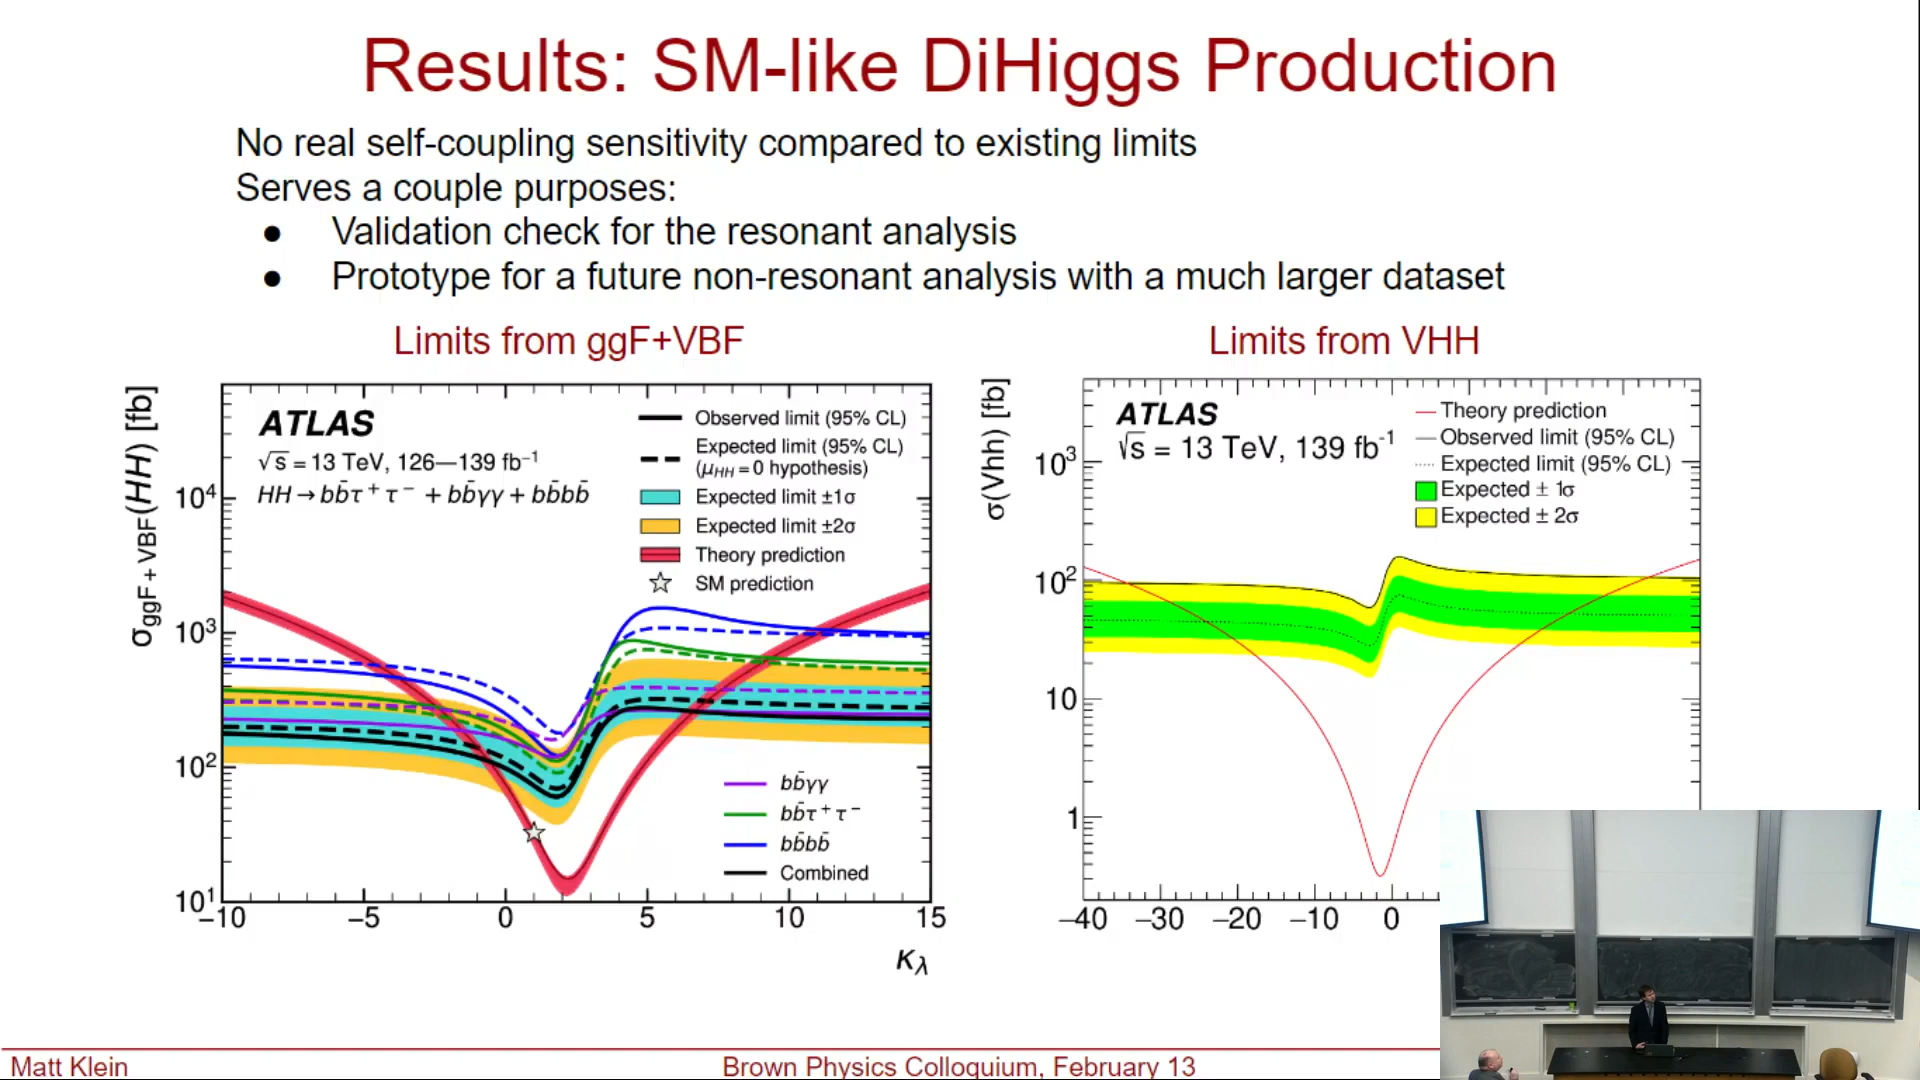 Results: SM-like DiHiggs Production
No real self-coupling sensitivity compared to existing limits
Serves a couple purposes:
● Validation check for the resonant analysis
● Prototype for a future non-resonant analysis with a much larger dataset
Limits from ggF+VBF
σggF + VBF(HH) [fb]
ATLAS
√s = 13 TeV, 126—139 fb⁻¹
HH → bb̄τ⁺τ⁻ + bb̄γγ + bb̄bb̄
Observed limit (95% CL)
Expected limit (95% CL)
(μHH = 0 hypothesis)
Expected limit ±1σ
Expected limit ±2σ
Theory prediction
SM prediction
bb̄γγ
bb̄τ⁺τ⁻
bb̄bb̄
Combined
10⁴
10³
10²
10¹
−10 −5 0 5 10 15
κλ
Limits from VHH
σ(Vhh) [fb]
ATLAS
√s = 13 TeV, 139 fb⁻¹
Theory prediction
Observed limit (95% CL)
Expected limit (95% CL)
Expected ± 1σ
Expected ± 2σ
10³
10²
10
1
−40 −30 −20 −10 0
Matt Klein
Brown Physics Colloquium, February 13